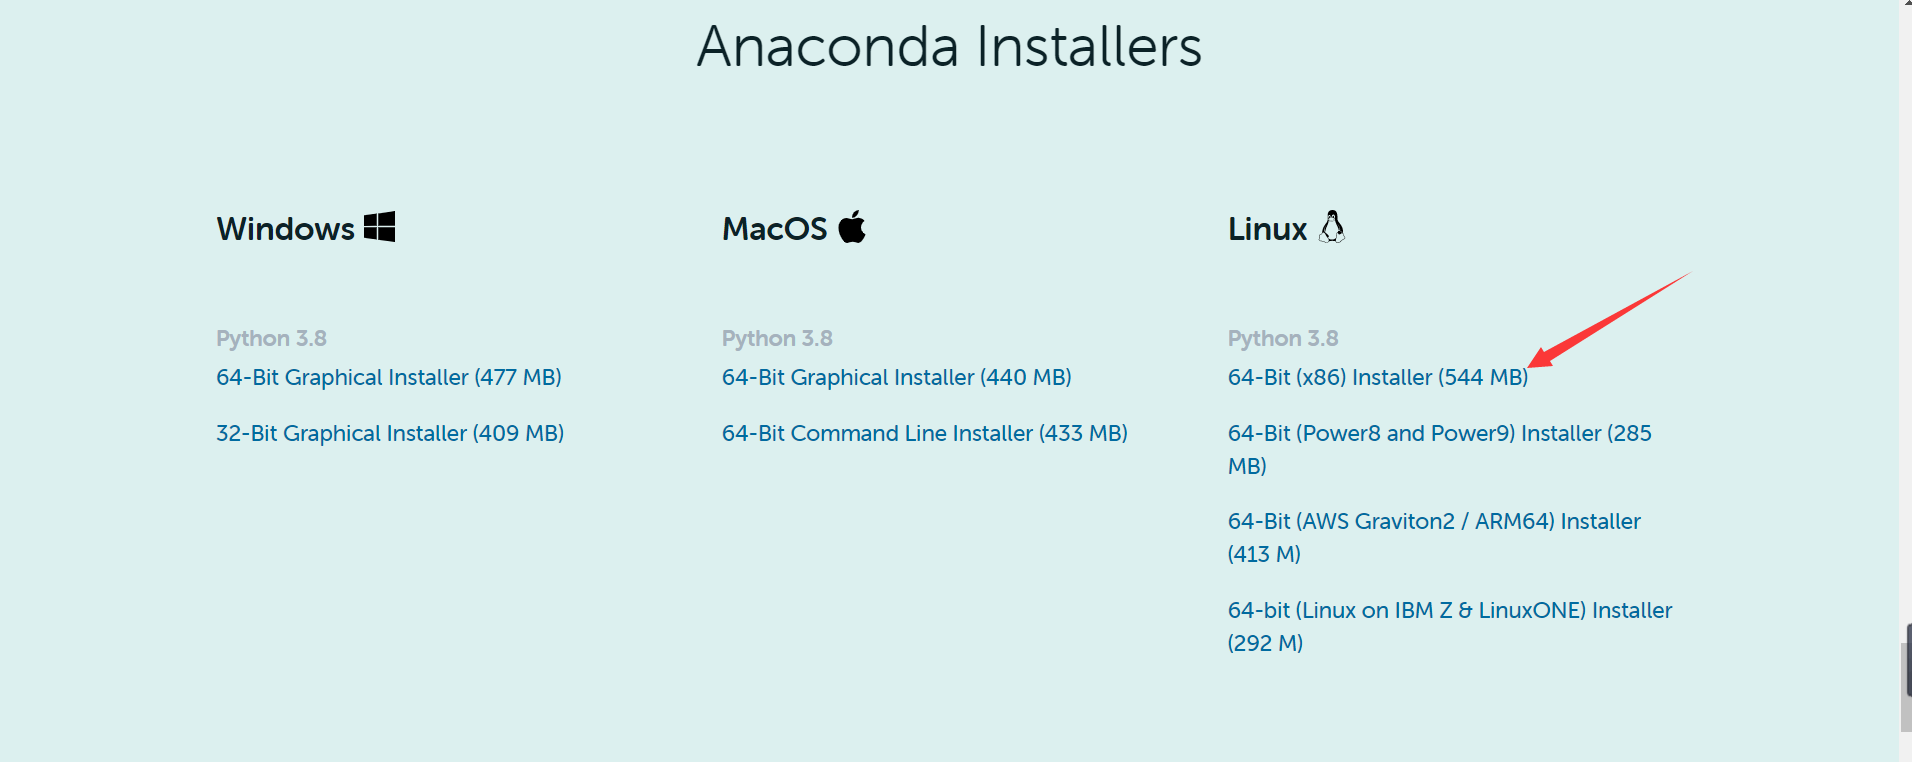 Anaconda Installers
Windows
Python 3.8
64-Bit Graphical Installer (477 MB)
32-Bit Graphical Installer (409 MB)
MacOS
Python 3.8
64-Bit Graphical Installer (440 MB)
64-Bit Command Line Installer (433 MB)
Linux
Python 3.8
64-Bit (x86) Installer (544 MB)
64-Bit (Power8 and Power9) Installer (285
MB)
64-Bit (AWS Graviton2 / ARM64) Installer
(413 M)
64-bit (Linux on IBM Z & LinuxONE) Installer
(292 M)